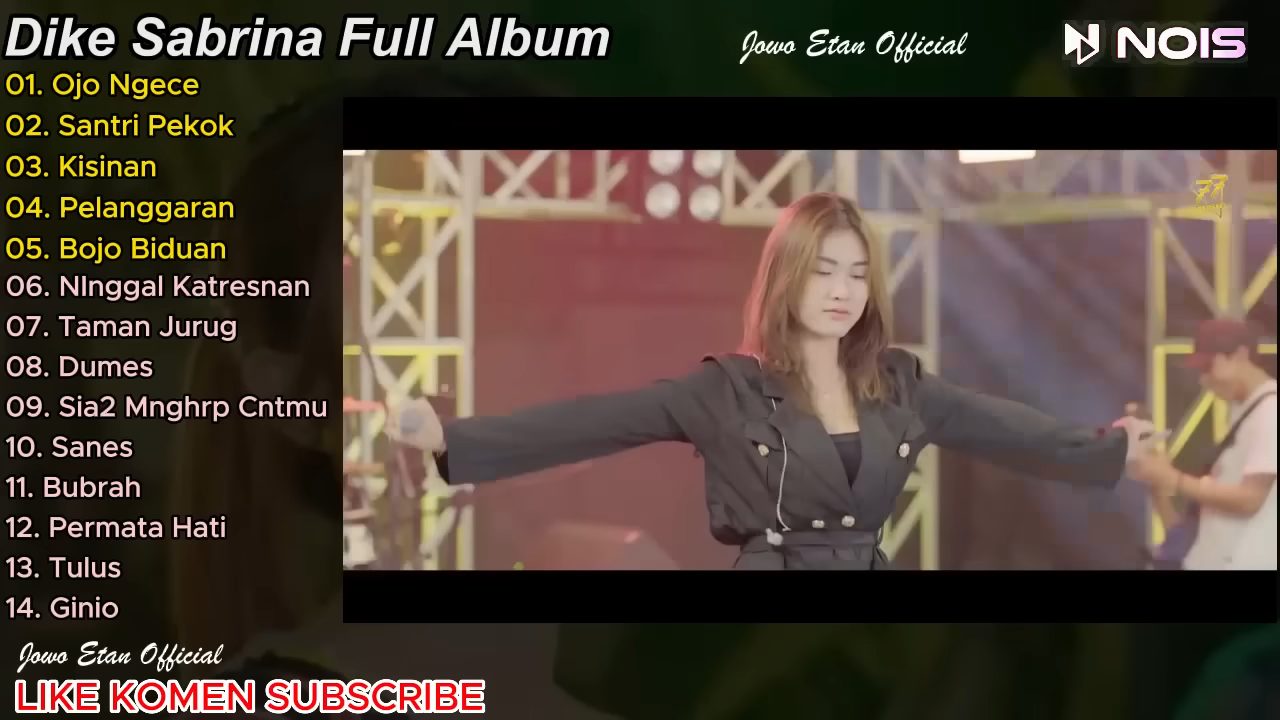 Dike Sabrina Full Album
Jowo Etan Official
NOIS
01. Ojo Ngece
02. Santri Pekok
03. Kisinan
04. Pelanggaran
05. Bojo Biduan
06. NInggal Katresnan
07. Taman Jurug
08. Dumes
09. Sia2 Mnghrp Cntmu
10. Sanes
11. Bubrah
12. Permata Hati
13. Tulus
14. Ginio
Jowo Etan Official
LIKE KOMEN SUBSCRIBE